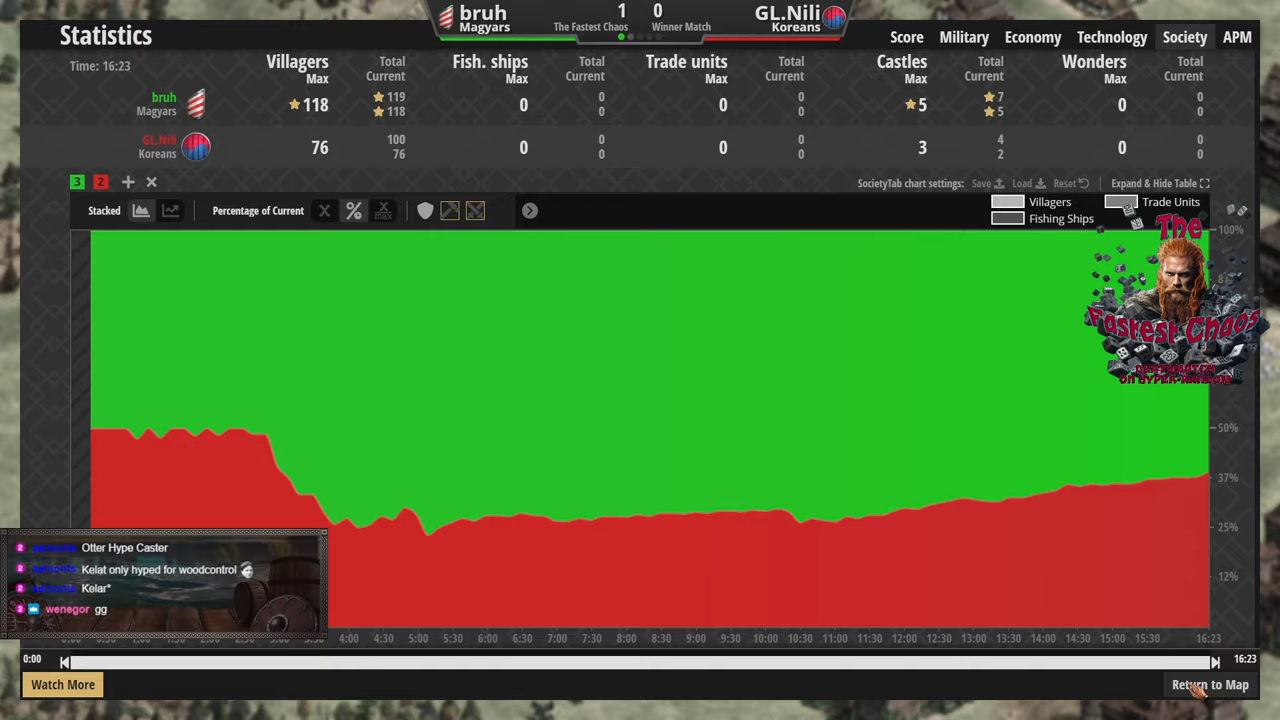 bruh
Magyars
1 0
The Fastest Chaos Winner Match
GL.Nili
Koreans
Statistics
Score Military Economy Technology Society APM
Time: 16:23
Villagers Max Total Current
Fish. ships Max Total Current
Trade units Max Total Current
Castles Max Total Current
Wonders Max Total Current
bruh
Magyars
118 119 118 0 0 0 0 0 0 5 7 5 0 0 0
GL.Nili
Koreans
76 100 76 0 0 0 0 0 0 3 4 2 0 0 0
3 2
SocietyTab chart settings: Save Load Reset Expand & Hide Table
Stacked Percentage of Current X % X max
Villagers Trade Units
Fishing Ships
100%
50%
37%
25%
12%
The
Fastest Chaos
DEATHMATCH
ON HYPER RANDOM
Otter Hype Caster
Kelat only hyped for woodcontrol
Kelar*
wenegor gg
4:00 4:30 5:00 5:30 6:00 6:30 7:00 7:30 8:00 8:30 9:00 9:30 10:00 10:30 11:00 11:30 12:00 12:30 13:00 13:30 14:00 14:30 15:00 15:30 16:23
0:00 16:23
Watch More Return to Map